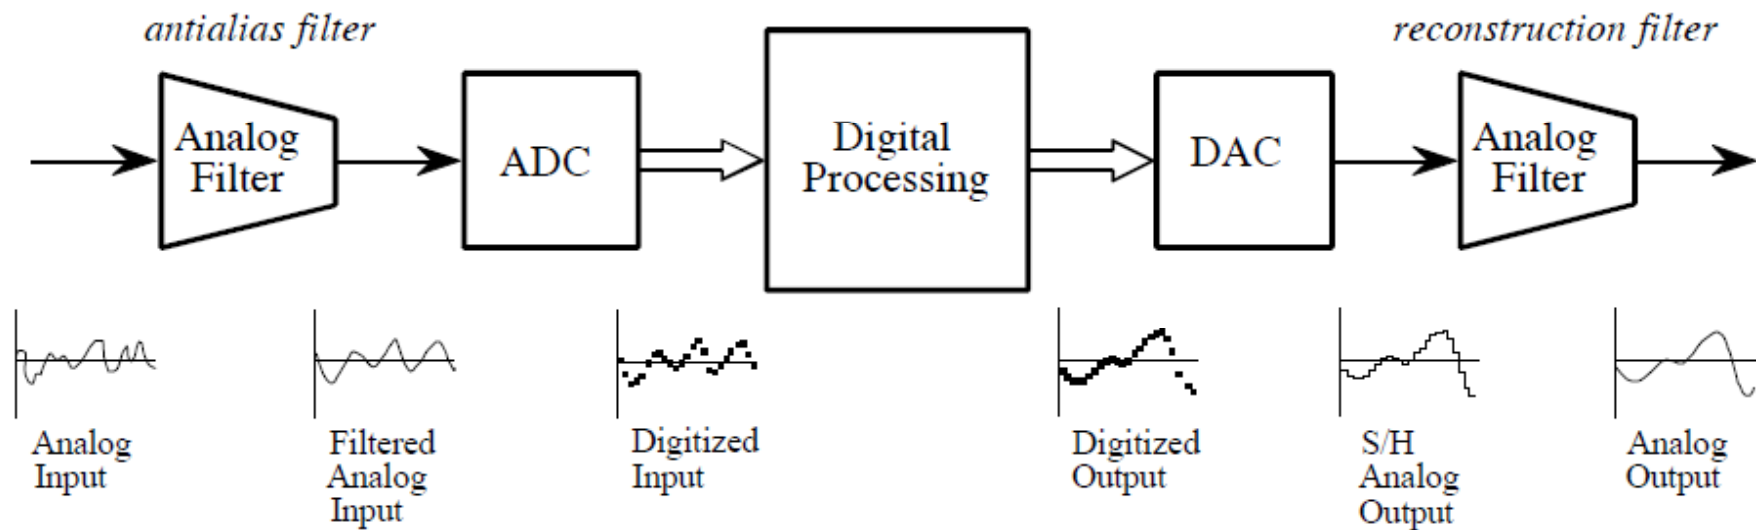 antialias filter
reconstruction filter
Analog
Filter
ADC
Digital
Processing
DAC
Analog
Filter
Analog
Input
Filtered
Analog
Input
Digitized
Input
Digitized
Output
S/H
Analog
Output
Analog
Output